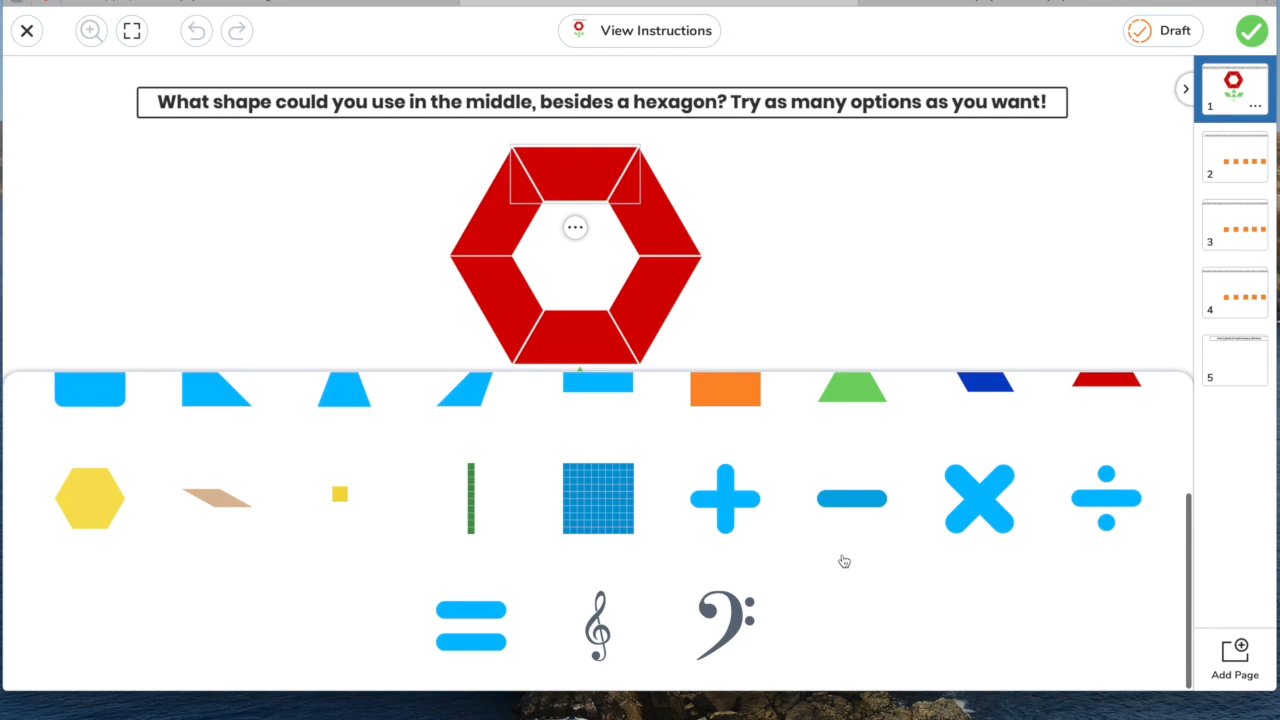 View Instructions
Draft
What shape could you use in the middle, besides a hexagon? Try as many options as you want!
1
2
3
4
5
Add Page